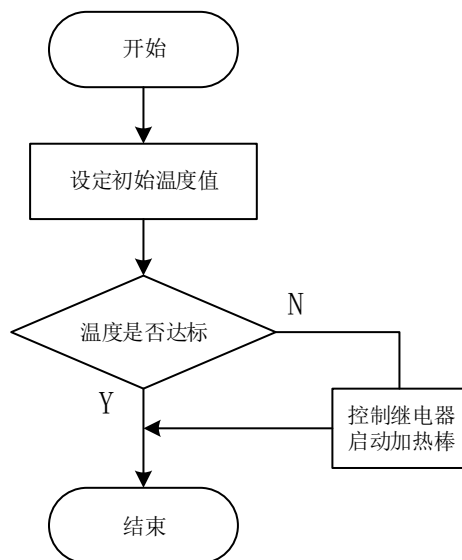 开始
设定初始温度值
温度是否达标
N
Y
控制继电器
启动加热棒
结束